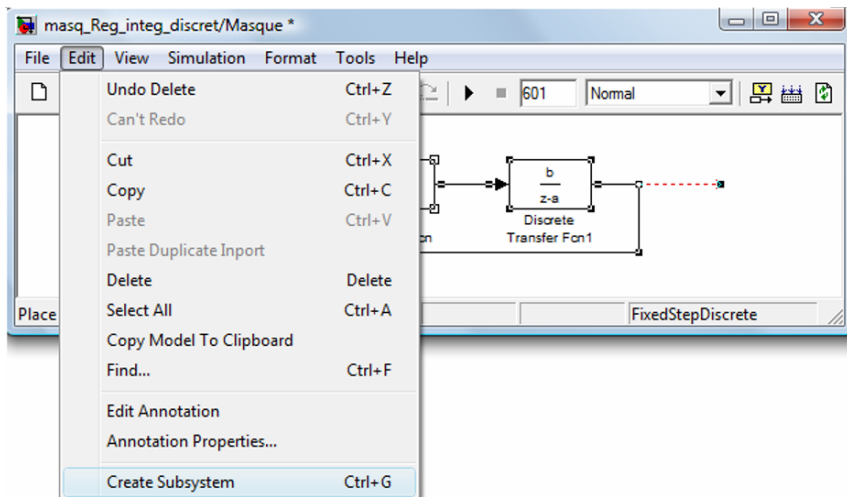 masq_Reg_integ_discret/Masque *
File Edit View Simulation Format Tools Help
601 Normal
Undo Delete Ctrl+Z
Can't Redo Ctrl+Y
Cut Ctrl+X
Copy Ctrl+C
Paste Ctrl+V
Paste Duplicate Inport
Delete Delete
Select All Ctrl+A
Copy Model To Clipboard
Find... Ctrl+F
Edit Annotation
Annotation Properties...
Create Subsystem Ctrl+G
b
z-a
Discrete
cn Transfer Fcn1
Place FixedStepDiscrete